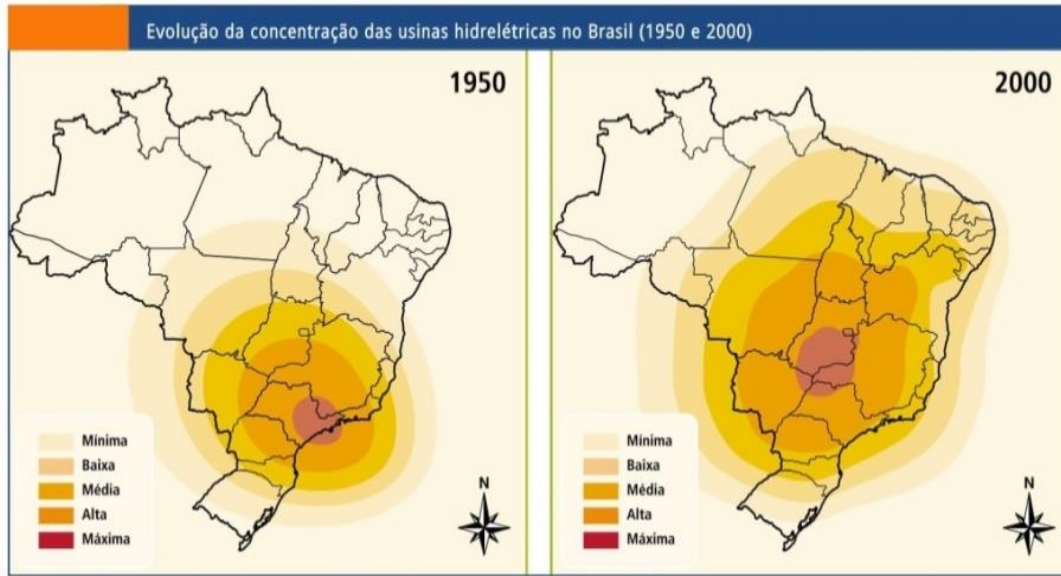 Evolução da concentração das usinas hidrelétricas no Brasil (1950 e 2000)
1950
Mínima
Baixa
Média
Alta
Máxima
N
2000
Mínima
Baixa
Média
Alta
Máxima
N